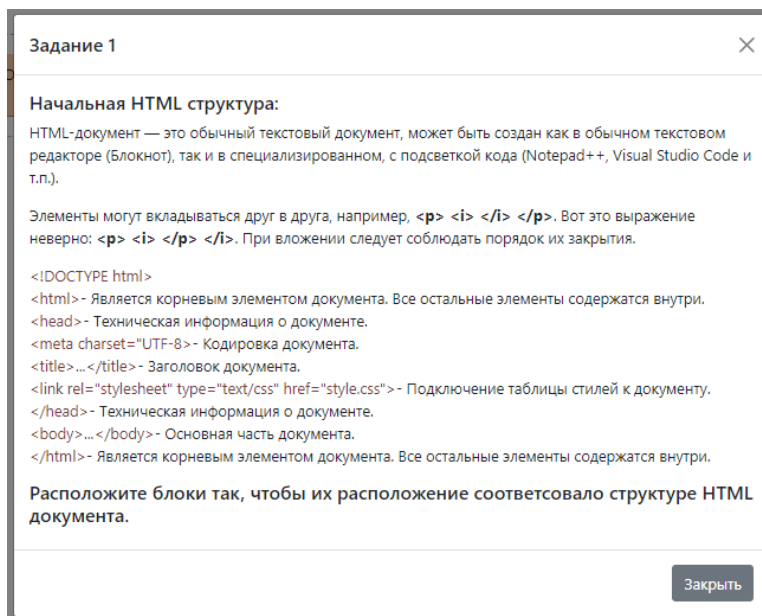 Задание 1
Начальная HTML структура:
HTML-документ — это обычный текстовый документ, может быть создан как в обычном текстовом
редакторе (Блокнот), так и в специализированном, с подсветкой кода (Notepad++, Visual Studio Code и
т.п.).
Элементы могут вкладываться друг в друга, например, <p> <i> </i> </p>. Вот это выражение
неверно: <p> <i> </p> </i>. При вложении следует соблюдать порядок их закрытия.
<!DOCTYPE html>
<html>- Является корневым элементом документа. Все остальные элементы содержатся внутри.
<head>- Техническая информация о документе.
<meta charset="UTF-8>- Кодировка документа.
<title>...</title>- Заголовок документа.
<link rel="stylesheet" type="text/css" href="style.css">- Подключение таблицы стилей к документу.
</head>- Техническая информация о документе.
<body>...</body>- Основная часть документа.
</html>- Является корневым элементом документа. Все остальные элементы содержатся внутри.
Расположите блоки так, чтобы их расположение соответсовало структуре HTML
документа.
Закрыть